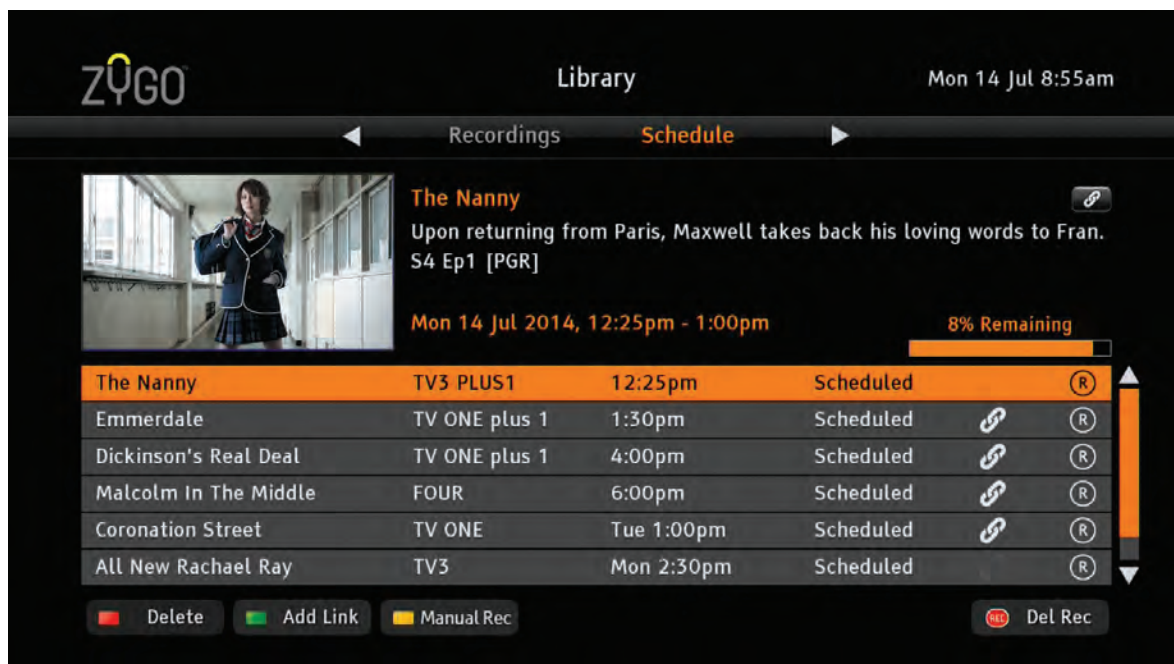 ZYGO
Library
Mon 14 Jul 8:55am
Recordings Schedule
The Nanny
Upon returning from Paris, Maxwell takes back his loving words to Fran.
S4 Ep1 [PGR]
Mon 14 Jul 2014, 12:25pm - 1:00pm
8% Remaining
The Nanny TV3 PLUS1 12:25pm Scheduled R
Emmerdale TV ONE plus 1 1:30pm Scheduled R
Dickinson's Real Deal TV ONE plus 1 4:00pm Scheduled R
Malcolm In The Middle FOUR 6:00pm Scheduled R
Coronation Street TV ONE Tue 1:00pm Scheduled R
All New Rachael Ray TV3 Mon 2:30pm Scheduled R
Delete Add Link Manual Rec REC Del Rec